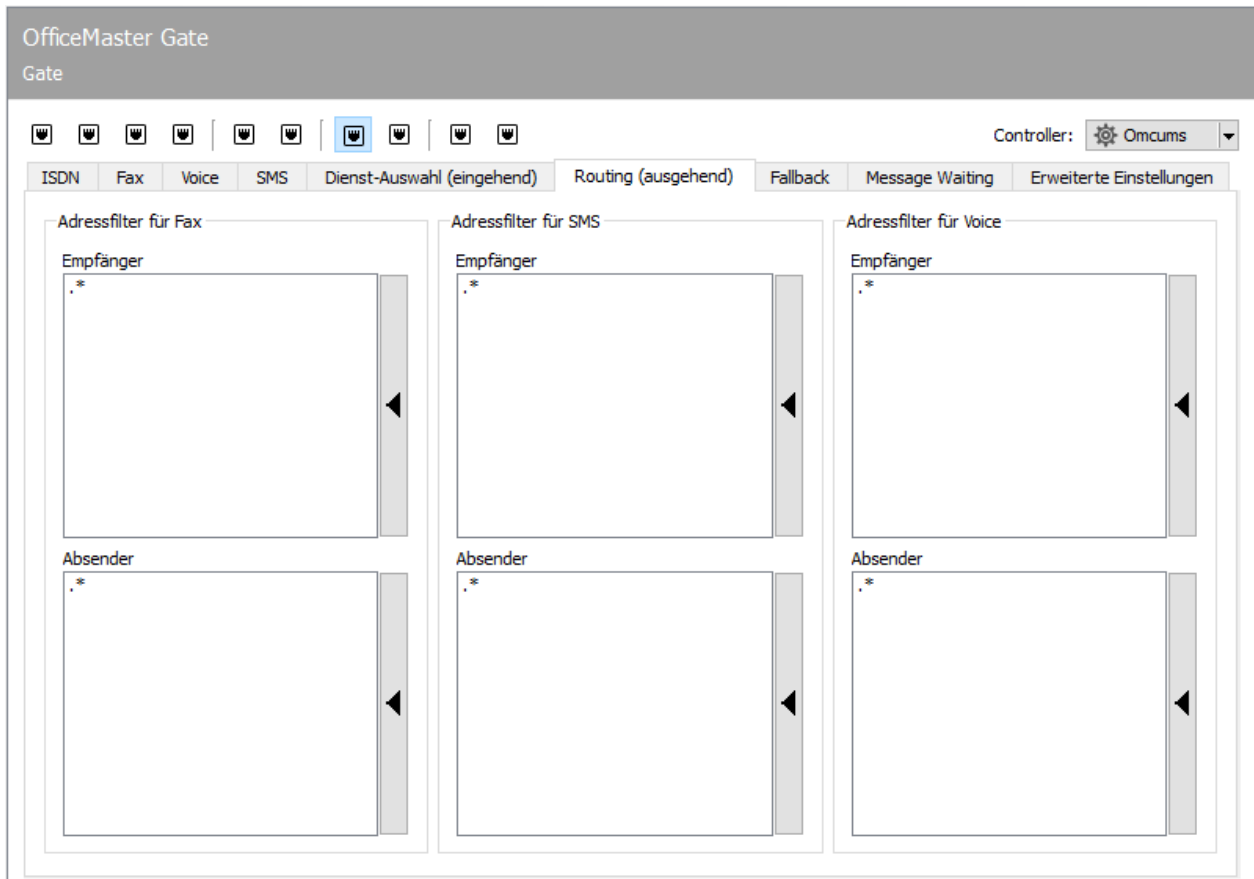 OfficeMaster Gate
Gate
Controller: Omcums
ISDN Fax Voice SMS Dienst-Auswahl (eingehend) Routing (ausgehend) Fallback Message Waiting Erweiterte Einstellungen
Adressfilter für Fax
Empfänger
.*
Absender
.*
Adressfilter für SMS
Empfänger
.*
Absender
.*
Adressfilter für Voice
Empfänger
.*
Absender
.*